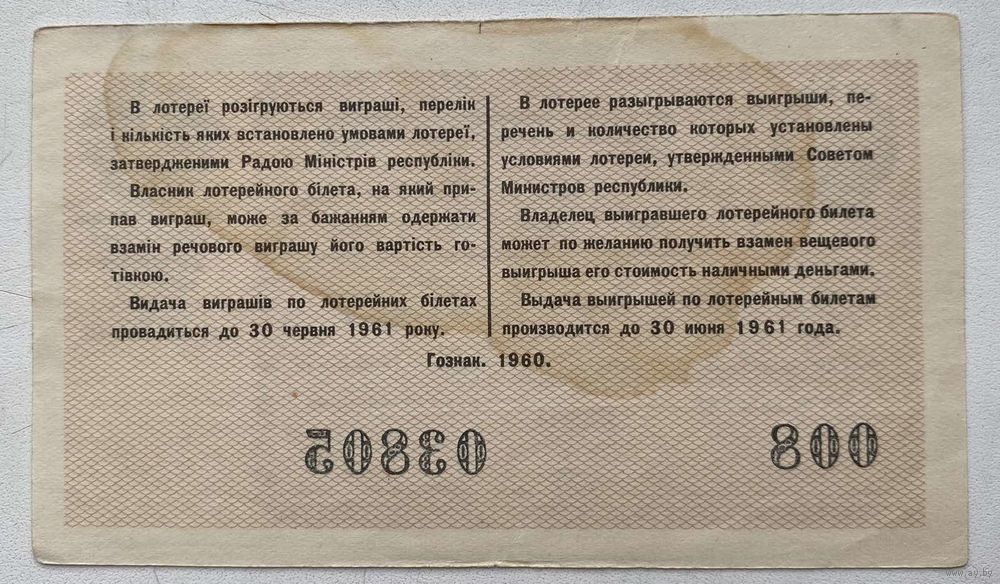 В лотереї розігруються виграші, перелік
і кількість яких встановлено умовами лотереї,
затвердженими Радою Міністрів республіки.
Власник лотерейного білета, на який при-
пав виграш, може за бажанням одержати
взамін речового виграшу його вартість го-
тівкою.
Видача виграшів по лотерейних білетах
провадиться до 30 червня 1961 року.
В лотерее разыгрываются выигрыши, пе-
речень и количество которых установлены
условиями лотереи, утвержденными Советом
Министров республики.
Владелец выигравшего лотерейного билета
может по желанию получить взамен вещевого
выигрыша его стоимость наличными деньгами.
Выдача выигрышей по лотерейным билетам
производится до 30 июня 1961 года.
Гознак. 1960.
008 03805
www.ay.by